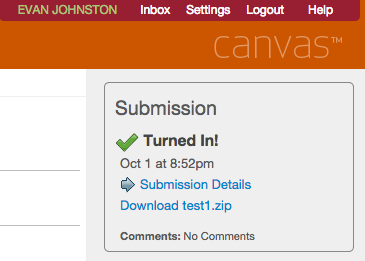 EVAN JOHNSTON Inbox Settings Logout Help
canvas™
Submission
Turned In!
Oct 1 at 8:52pm
Submission Details
Download test1.zip
Comments: No Comments